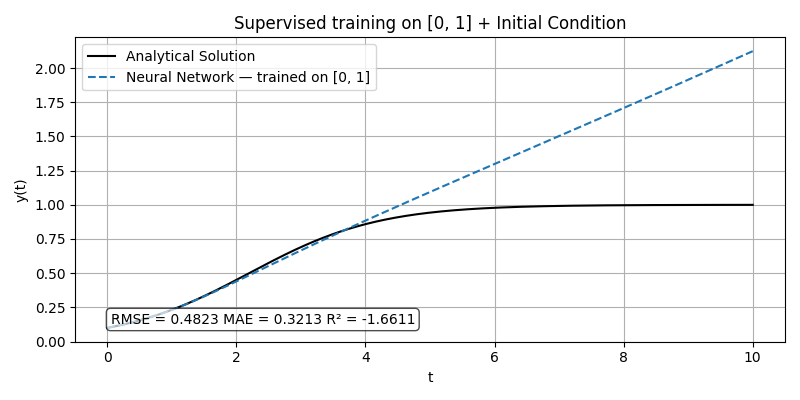 Supervised training on [0, 1] + Initial Condition
Analytical Solution
Neural Network — trained on [0, 1]
y(t)
2.00
1.75
1.50
1.25
1.00
0.75
0.50
0.25
0.00
RMSE = 0.4823 MAE = 0.3213 R² = -1.6611
0 2 4 6 8 10
t